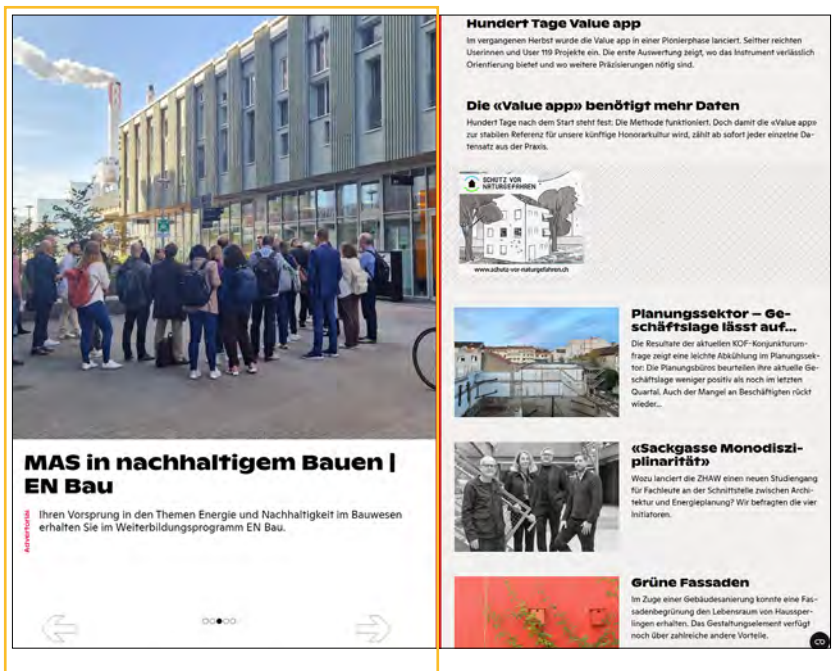 MAS in nachhaltigem Bauen |
EN Bau
Advertorial
Ihren Vorsprung in den Themen Energie und Nachhaltigkeit im Bauwesen
erhalten Sie im Weiterbildungsprogramm EN Bau.
Hundert Tage Value app
Im vergangenen Herbst wurde die Value app in einer Pionierphase lanciert. Seither reichten
Userinnen und User 119 Projekte ein. Die erste Auswertung zeigt, wo das Instrument verlässlich
Orientierung bietet und wo weitere Präzisierungen nötig sind.
Die «Value app» benötigt mehr Daten
Hundert Tage nach dem Start steht fest: Die Methode funktioniert. Doch damit die «Value app»
zur stabilen Referenz für unsere künftige Honorarkultur wird, zählt ab sofort jeder einzelne Da-
tensatz aus der Praxis.
SCHUTZ VOR
NATURGEFAHREN
www.schutz-vor-naturgefahren.ch
Planungssektor – Ge-
schäftslage lässt auf...
Die Resultate der aktuellen KOF-Konjunkturum-
frage zeigt eine leichte Abkühlung im Planungssek-
tor: Die Planungsbüros beurteilen ihre aktuelle Ge-
schäftslage weniger positiv als noch im letzten
Quartal. Auch der Mangel an Beschäftigten rückt
wieder...
«Sackgasse Monodiszi-
plinarität»
Wozu lanciert die ZHAW einen neuen Studiengang
für Fachleute an der Schnittstelle zwischen Archi-
tektur und Energieplanung? Wir befragten die vier
Initiatoren.
Grüne Fassaden
Im Zuge einer Gebäudesanierung konnte eine Fas-
sadenbegrünung den Lebensraum von Haussper-
lingen erhalten. Das Gestaltungselement verfügt
noch über zahlreiche andere Vorteile.